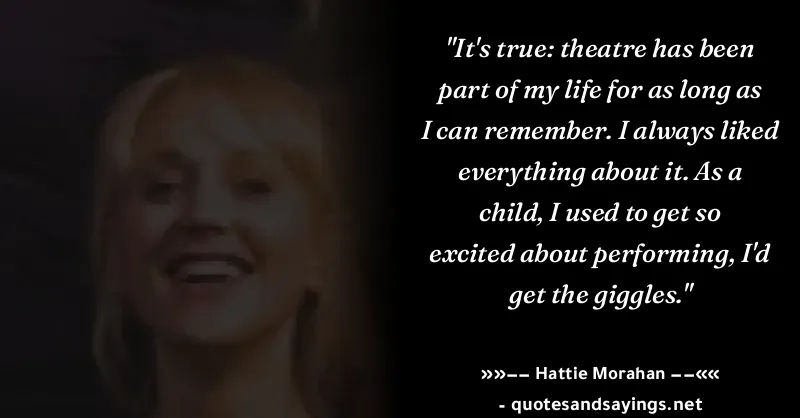 "It's true: theatre has been
part of my life for as long as
I can remember. I always liked
everything about it. As a
child, I used to get so
excited about performing, I'd
get the giggles."
»»—— Hattie Morahan ——««
- quotesandsayings.net